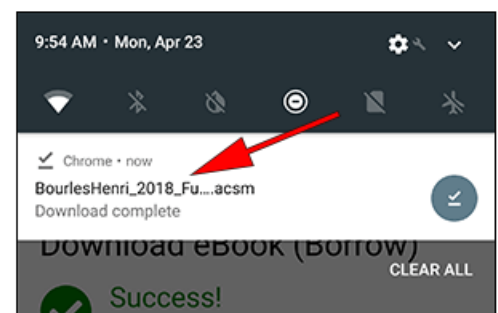 9:54 AM • Mon, Apr 23
Chrome • now
BourlesHenri_2018_Fu....acsm
Download complete
Download eBook (Borrow)
CLEAR ALL
Success!